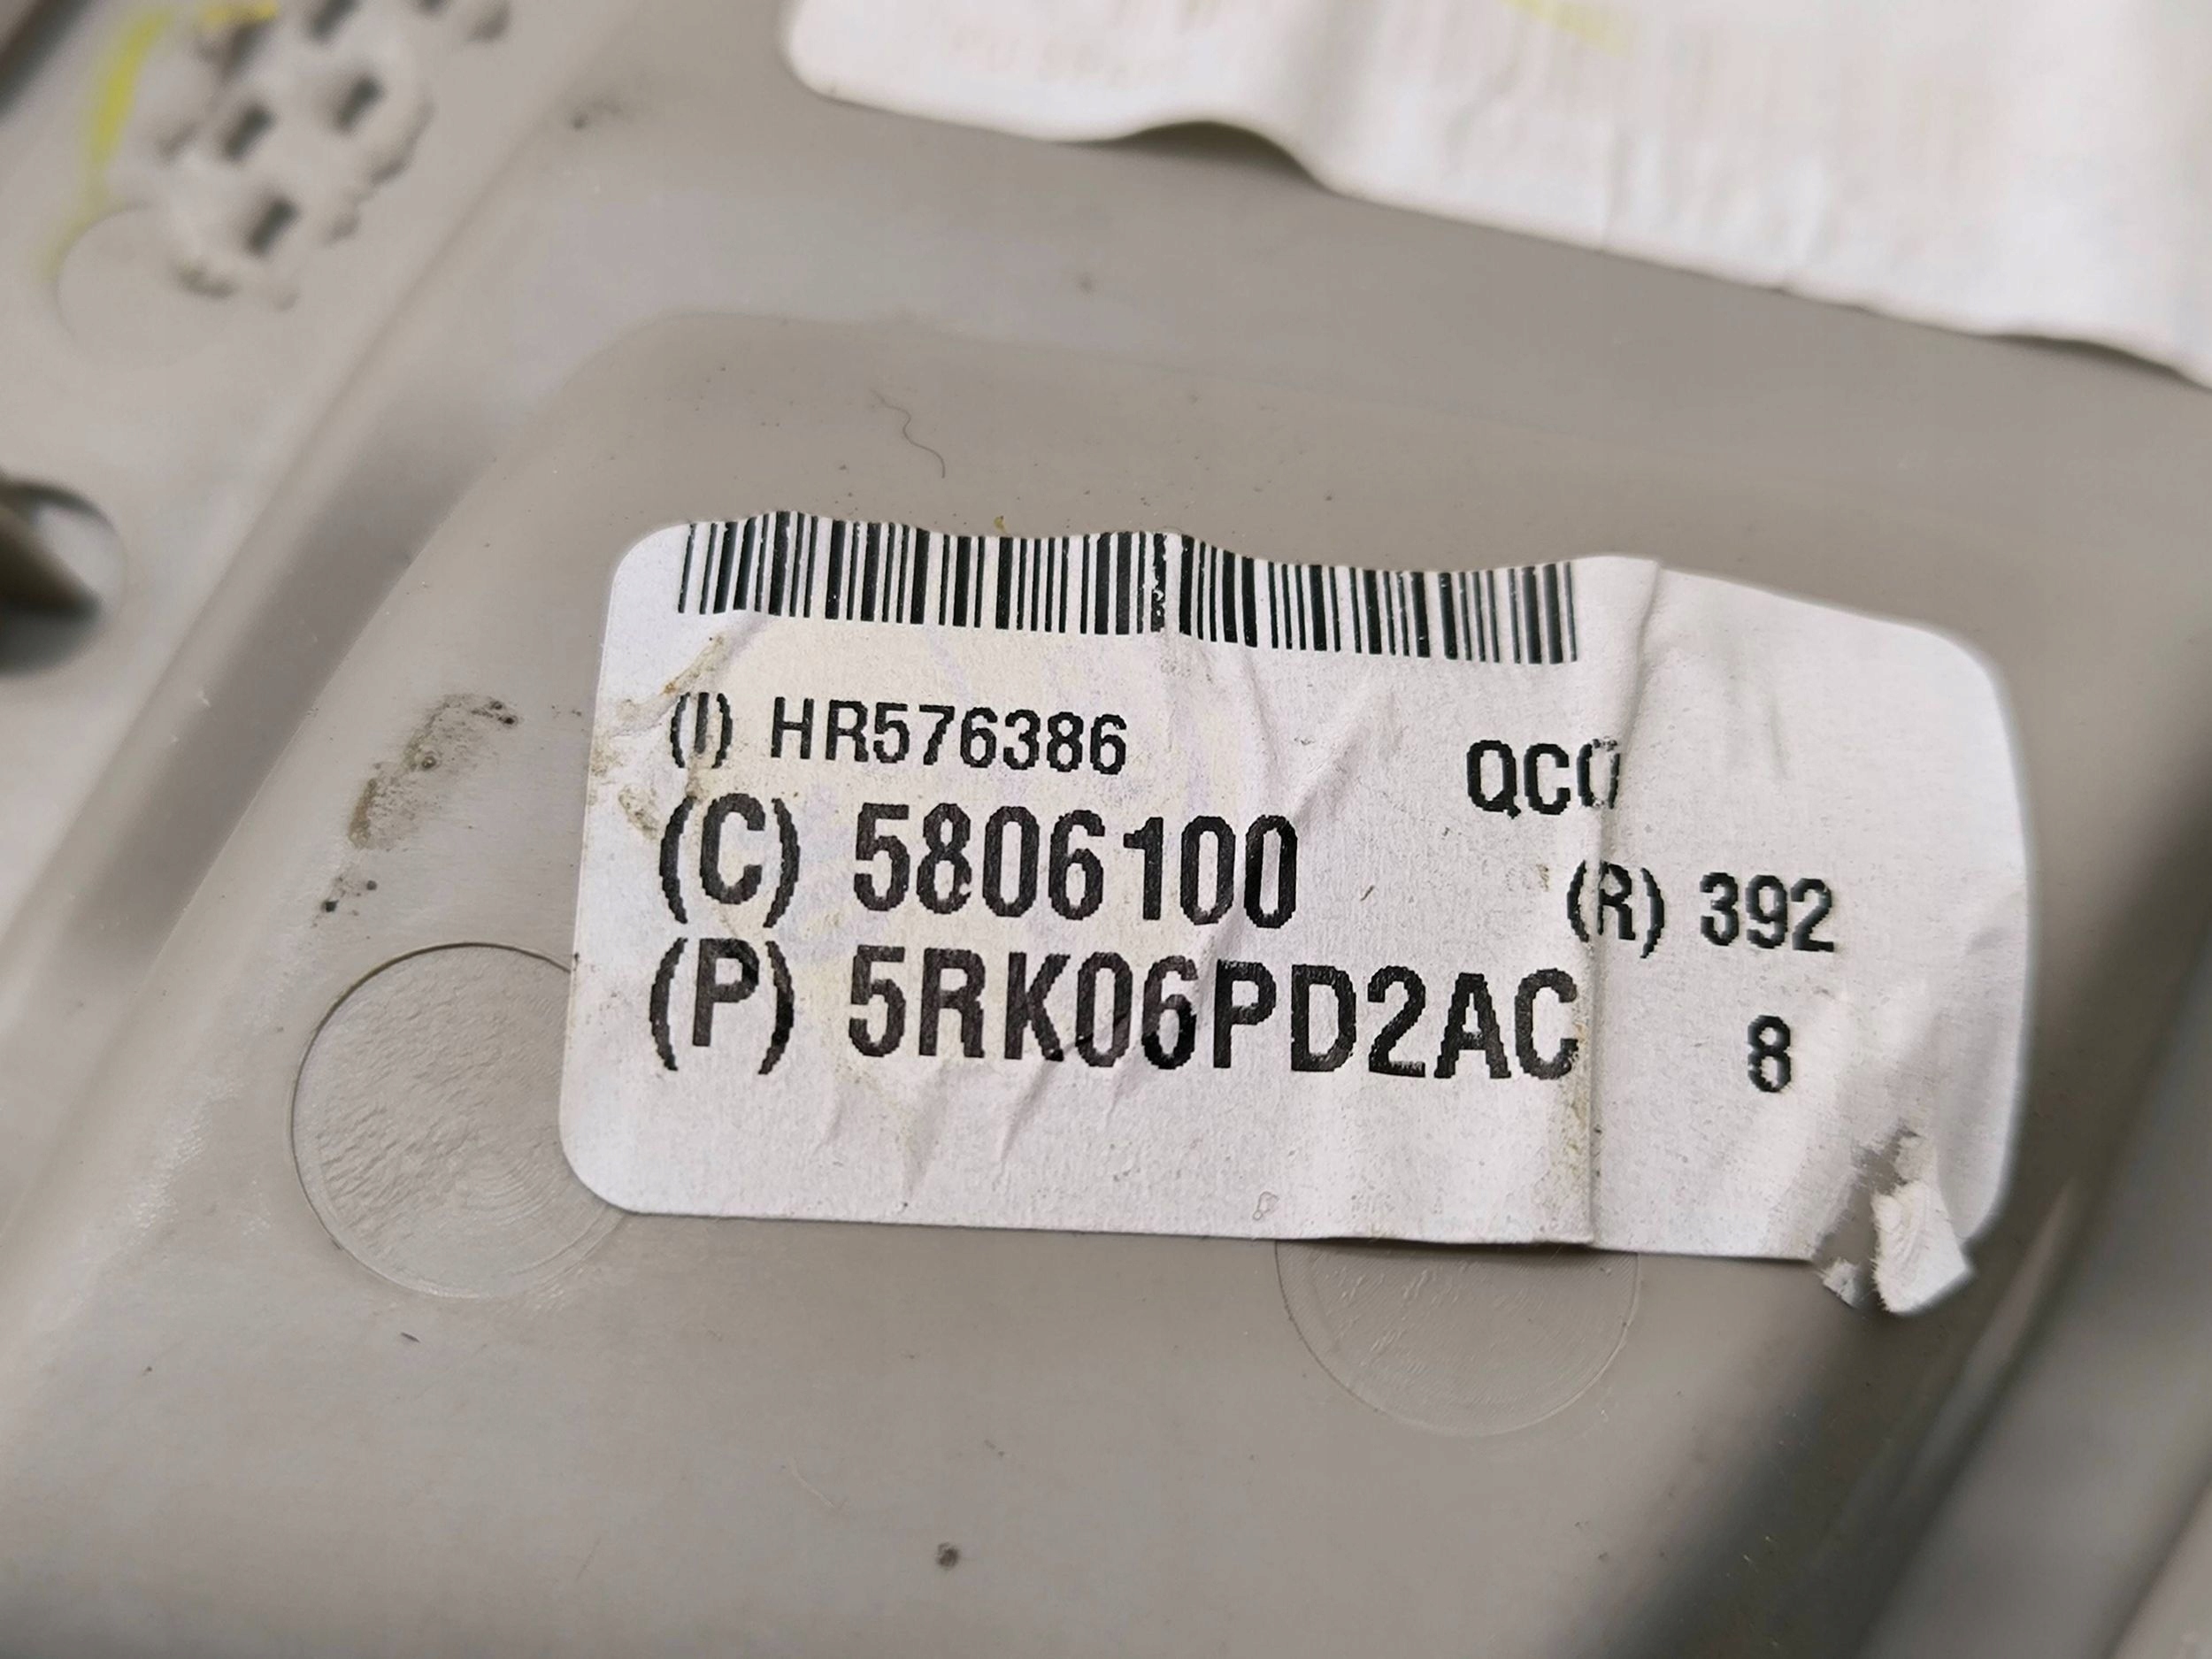 (I) HR576386
QCO
(C) 5806100
(R) 392
(P) 5RK06PD2AC
8